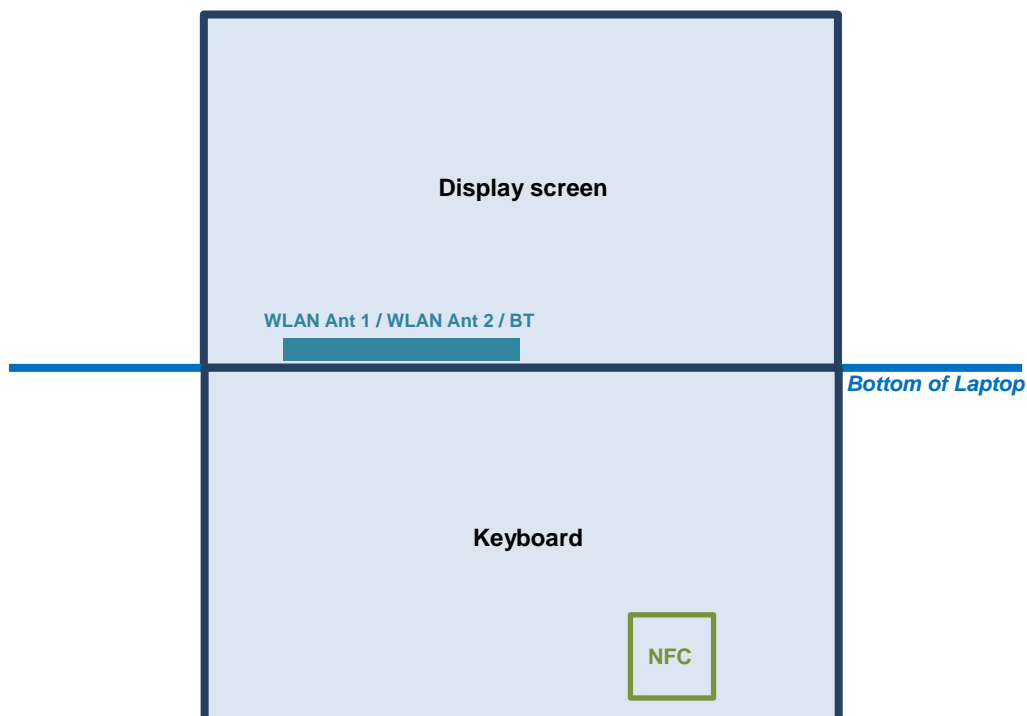 Display screen
WLAN Ant 1 / WLAN Ant 2 / BT
Bottom of Laptop
Keyboard
NFC